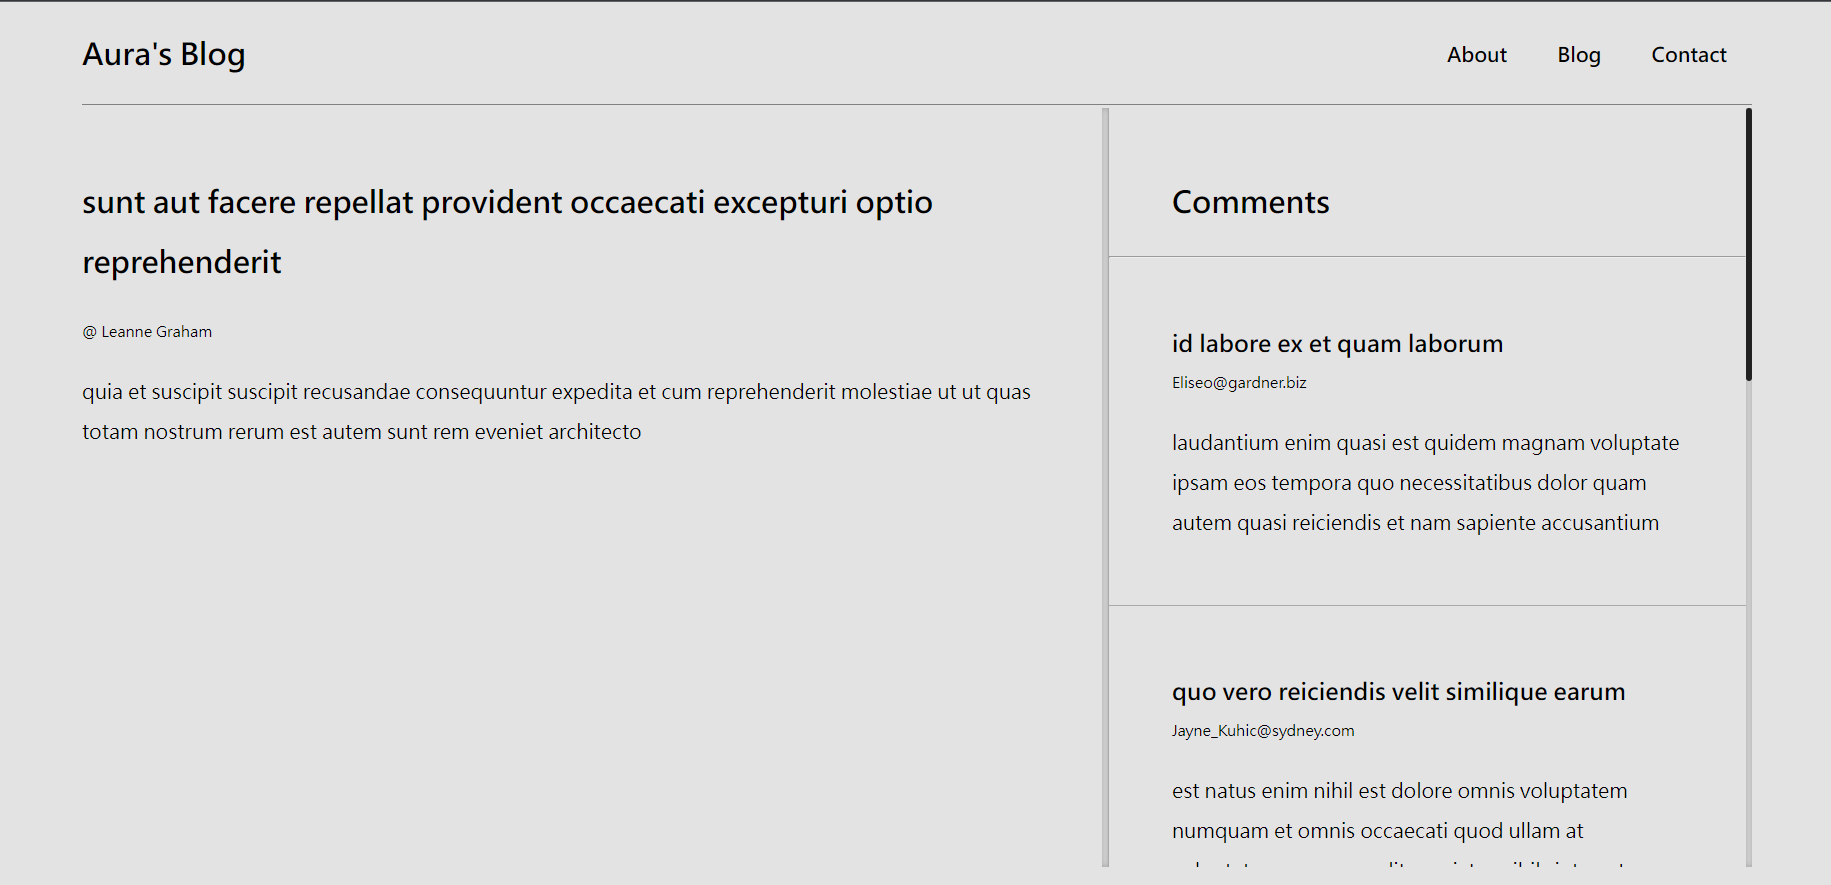 Aura's Blog
About Blog Contact
sunt aut facere repellat provident occaecati excepturi optio
reprehenderit
@ Leanne Graham
quia et suscipit suscipit recusandae consequuntur expedita et cum reprehenderit molestiae ut ut quas
totam nostrum rerum est autem sunt rem eveniet architecto
Comments
id labore ex et quam laborum
Eliseo@gardner.biz
laudantium enim quasi est quidem magnam voluptate
ipsam eos tempora quo necessitatibus dolor quam
autem quasi reiciendis et nam sapiente accusantium
quo vero reiciendis velit similique earum
Jayne_Kuhic@sydney.com
est natus enim nihil est dolore omnis voluptatem
numquam et omnis occaecati quod ullam at